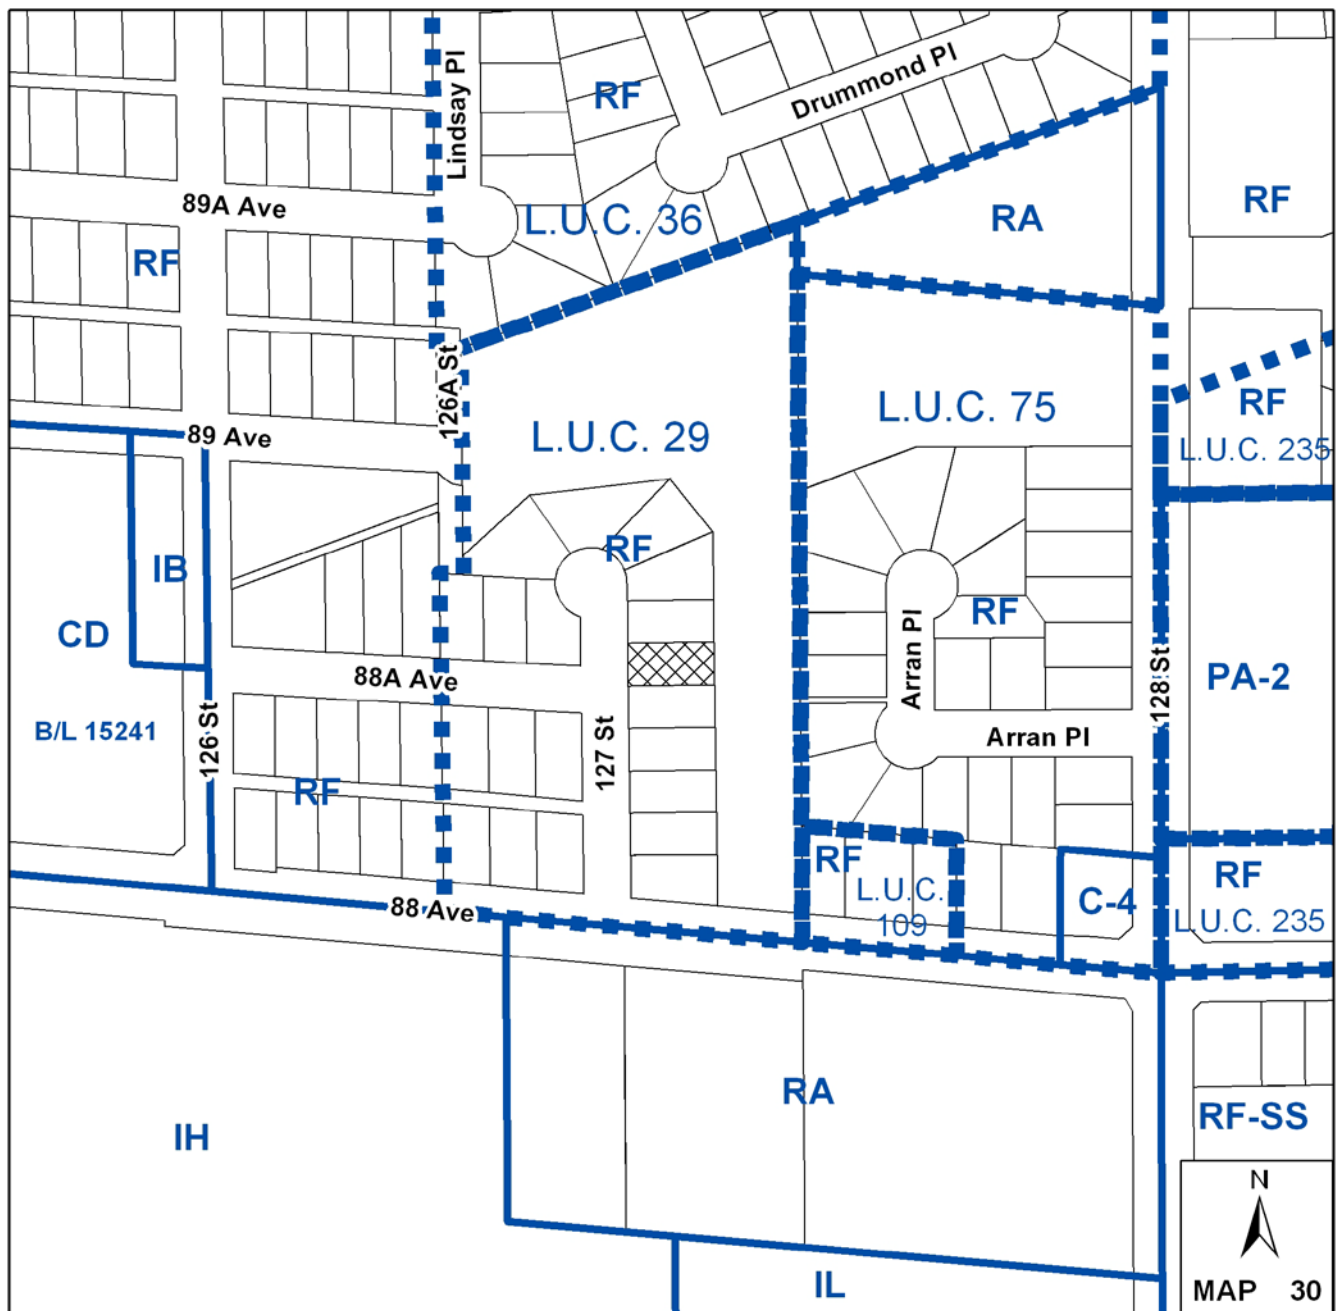 Lindsay Pl
RF
Drummond Pl
89A Ave
L.U.C. 36
RA
RF
RF
126A St
L.U.C. 75
RF
89 Ave
L.U.C. 29
L.U.C. 235
RF
IB
RF
CD
Arran Pl
88A Ave
128 St
PA-2
B/L 15241
126 St
127 St
Arran Pl
RF
RF
L.U.C.
109
C-4
RF
88 Ave
L.U.C. 235
RA
RF-SS
IH
N
IL
MAP 30